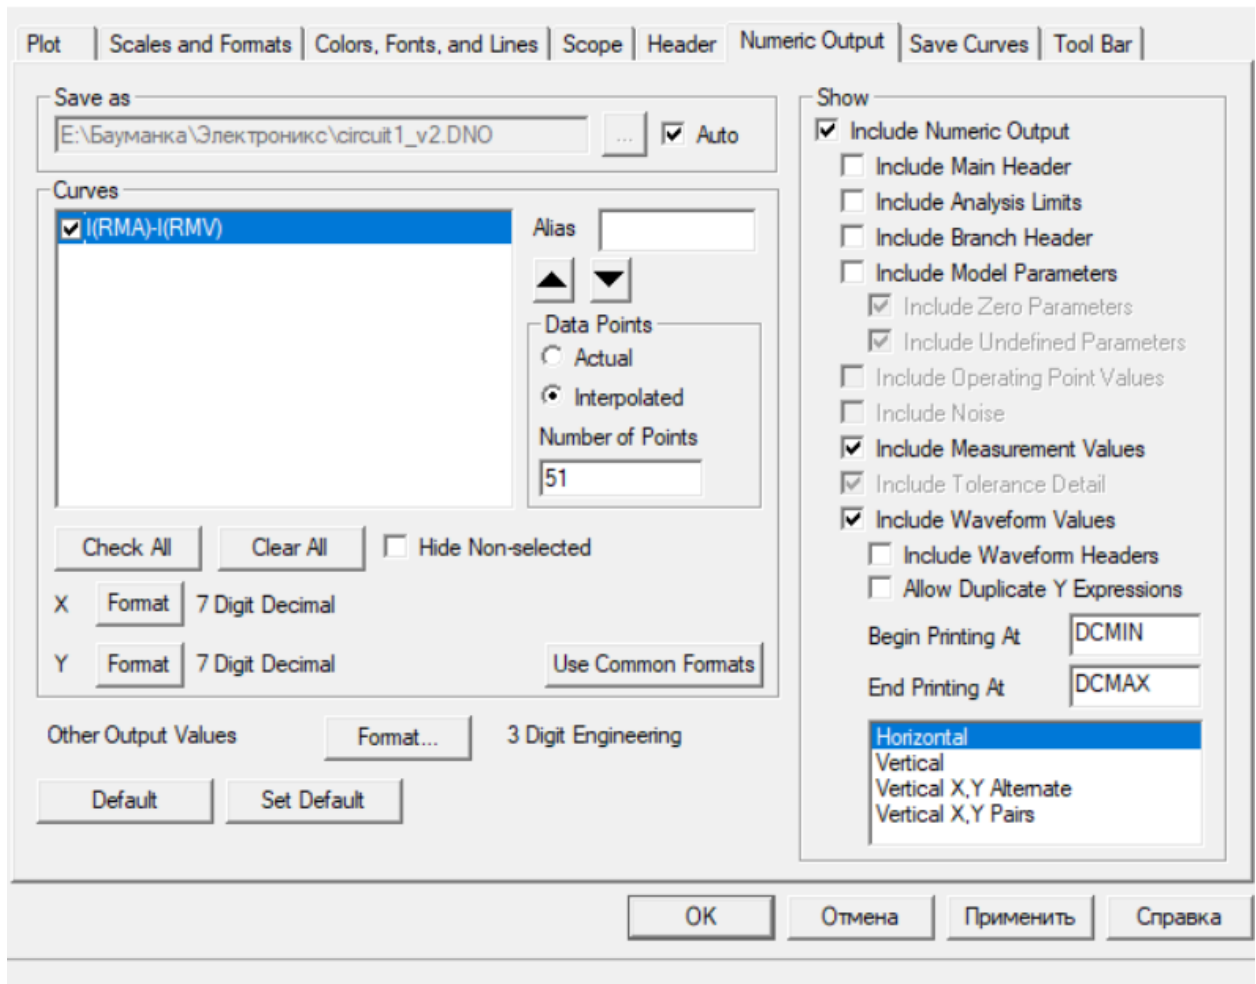 Plot
Scales and Formats
Colors, Fonts, and Lines
Scope
Header
Numeric Output
Save Curves
Tool Bar
Save as
E:\Бауманка\Электроникс\circuit1_v2.DNO
...
Auto
Curves
I(RMA)-I(RMV)
Alias
Data Points
Actual
Interpolated
Number of Points
51
Check All
Clear All
Hide Non-selected
X
Format
7 Digit Decimal
Y
Format
7 Digit Decimal
Use Common Formats
Other Output Values
Format...
3 Digit Engineering
Default
Set Default
Show
Include Numeric Output
Include Main Header
Include Analysis Limits
Include Branch Header
Include Model Parameters
Include Zero Parameters
Include Undefined Parameters
Include Operating Point Values
Include Noise
Include Measurement Values
Include Tolerance Detail
Include Waveform Values
Include Waveform Headers
Allow Duplicate Y Expressions
Begin Printing At
DCMIN
End Printing At
DCMAX
Horizontal
Vertical
Vertical X,Y Alternate
Vertical X,Y Pairs
OK
Отмена
Применить
Справка